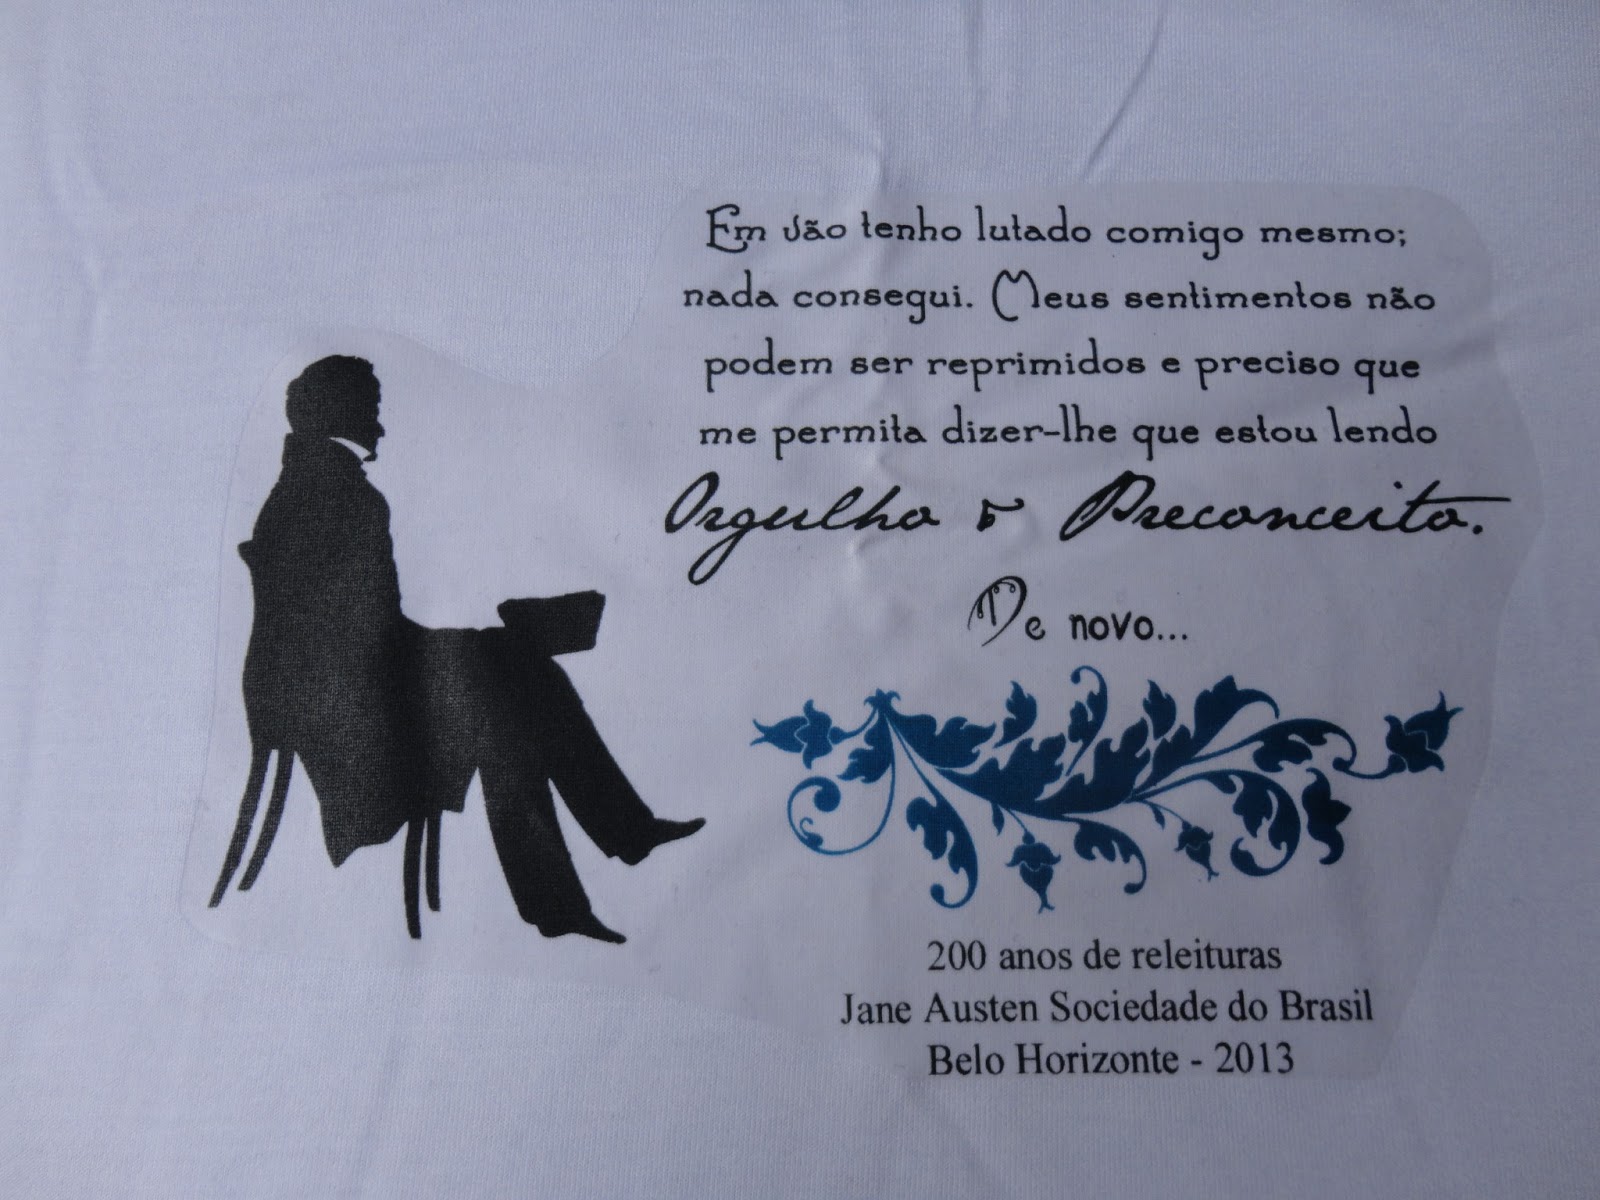 Em vão tenho lutado comigo mesmo;
nada consegui. Meus sentimentos não
podem ser reprimidos e preciso que
me permita dizer-lhe que estou lendo
Orgulho & Preconceito.
De novo...
200 anos de releituras
Jane Austen Sociedade do Brasil
Belo Horizonte - 2013